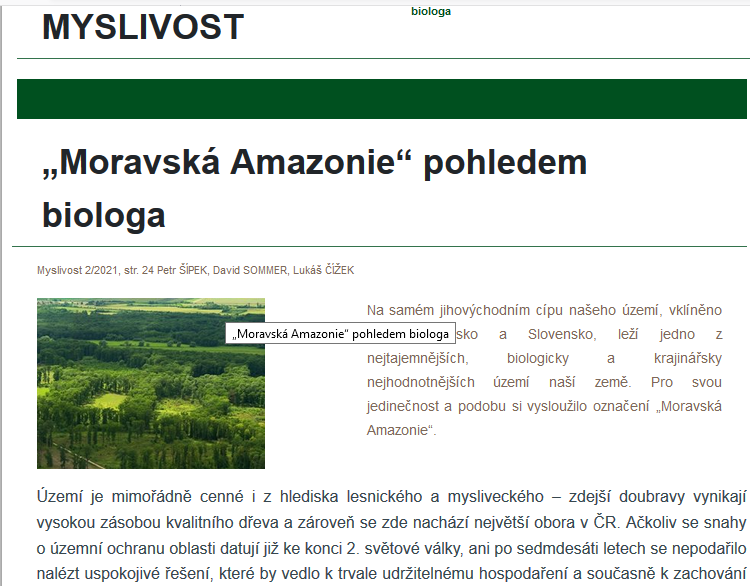 biologa
MYSLIVOST
„Moravská Amazonie“ pohledem
biologa
Myslivost 2/2021, str. 24 Petr ŠÍPEK, David SOMMER, Lukáš ČÍŽEK
Na samém jihovýchodním cípu našeho území, vklíněno
„Moravská Amazonie“ pohledem biologa
sko a Slovensko, leží jedno z
nejtajemnějších, biologicky a krajinářsky
nejhodnotnějších území naší země. Pro svou
jedinečnost a podobu si vysloužilo označení „Moravská
Amazonie“.
Území je mimořádně cenné i z hlediska lesnického a mysliveckého – zdejší doubravy vynikají
vysokou zásobou kvalitního dřeva a zároveň se zde nachází největší obora v ČR. Ačkoliv se snahy
o územní ochranu oblasti datují již ke konci 2. světové války, ani po sedmdesáti letech se nepodařilo
nalézt uspokojivé řešení, které by vedlo k trvale udržitelnému hospodaření a současně k zachování